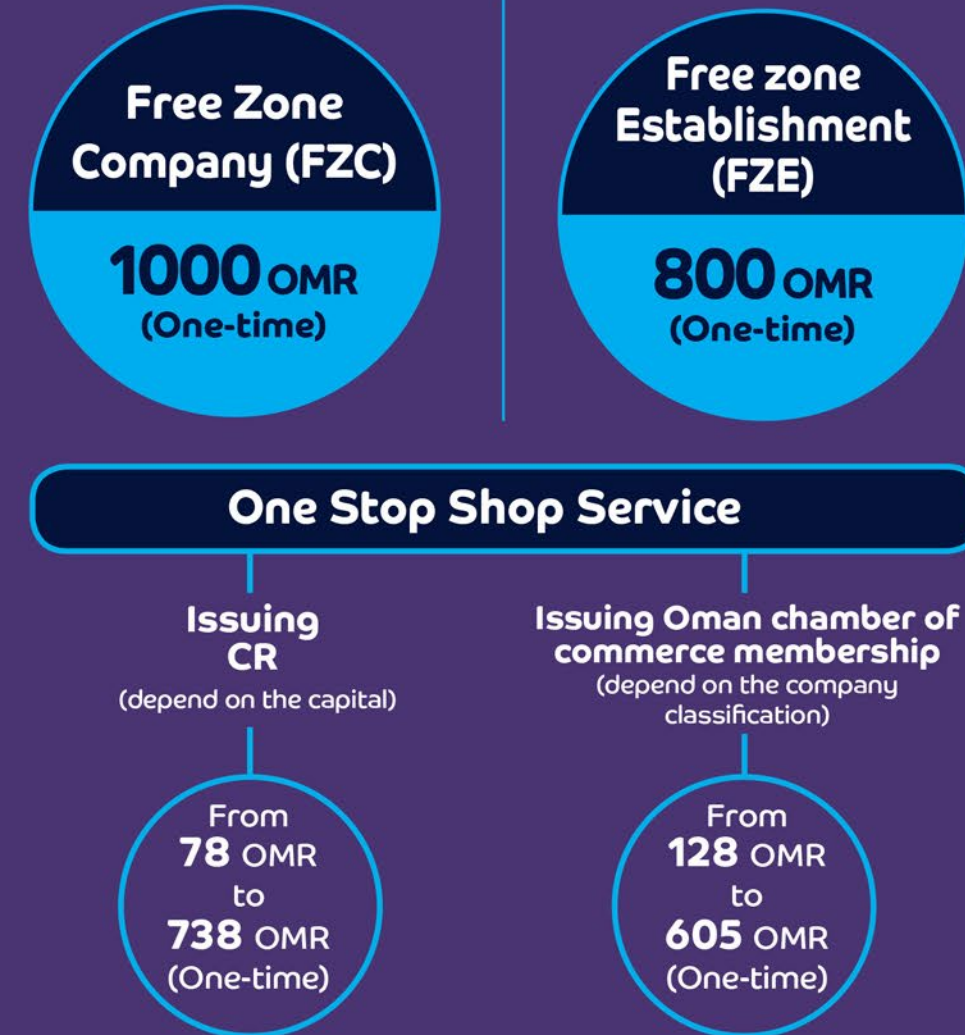 Free Zone
Company (FZC)
1000 OMR
(One-time)
Free zone
Establishment
(FZE)
800 OMR
(One-time)
One Stop Shop Service
Issuing
CR
(depend on the capital)
From
78 OMR
to
738 OMR
(One-time)
Issuing Oman chamber of
commerce membership
(depend on the company
classification)
From
128 OMR
to
605 OMR
(One-time)